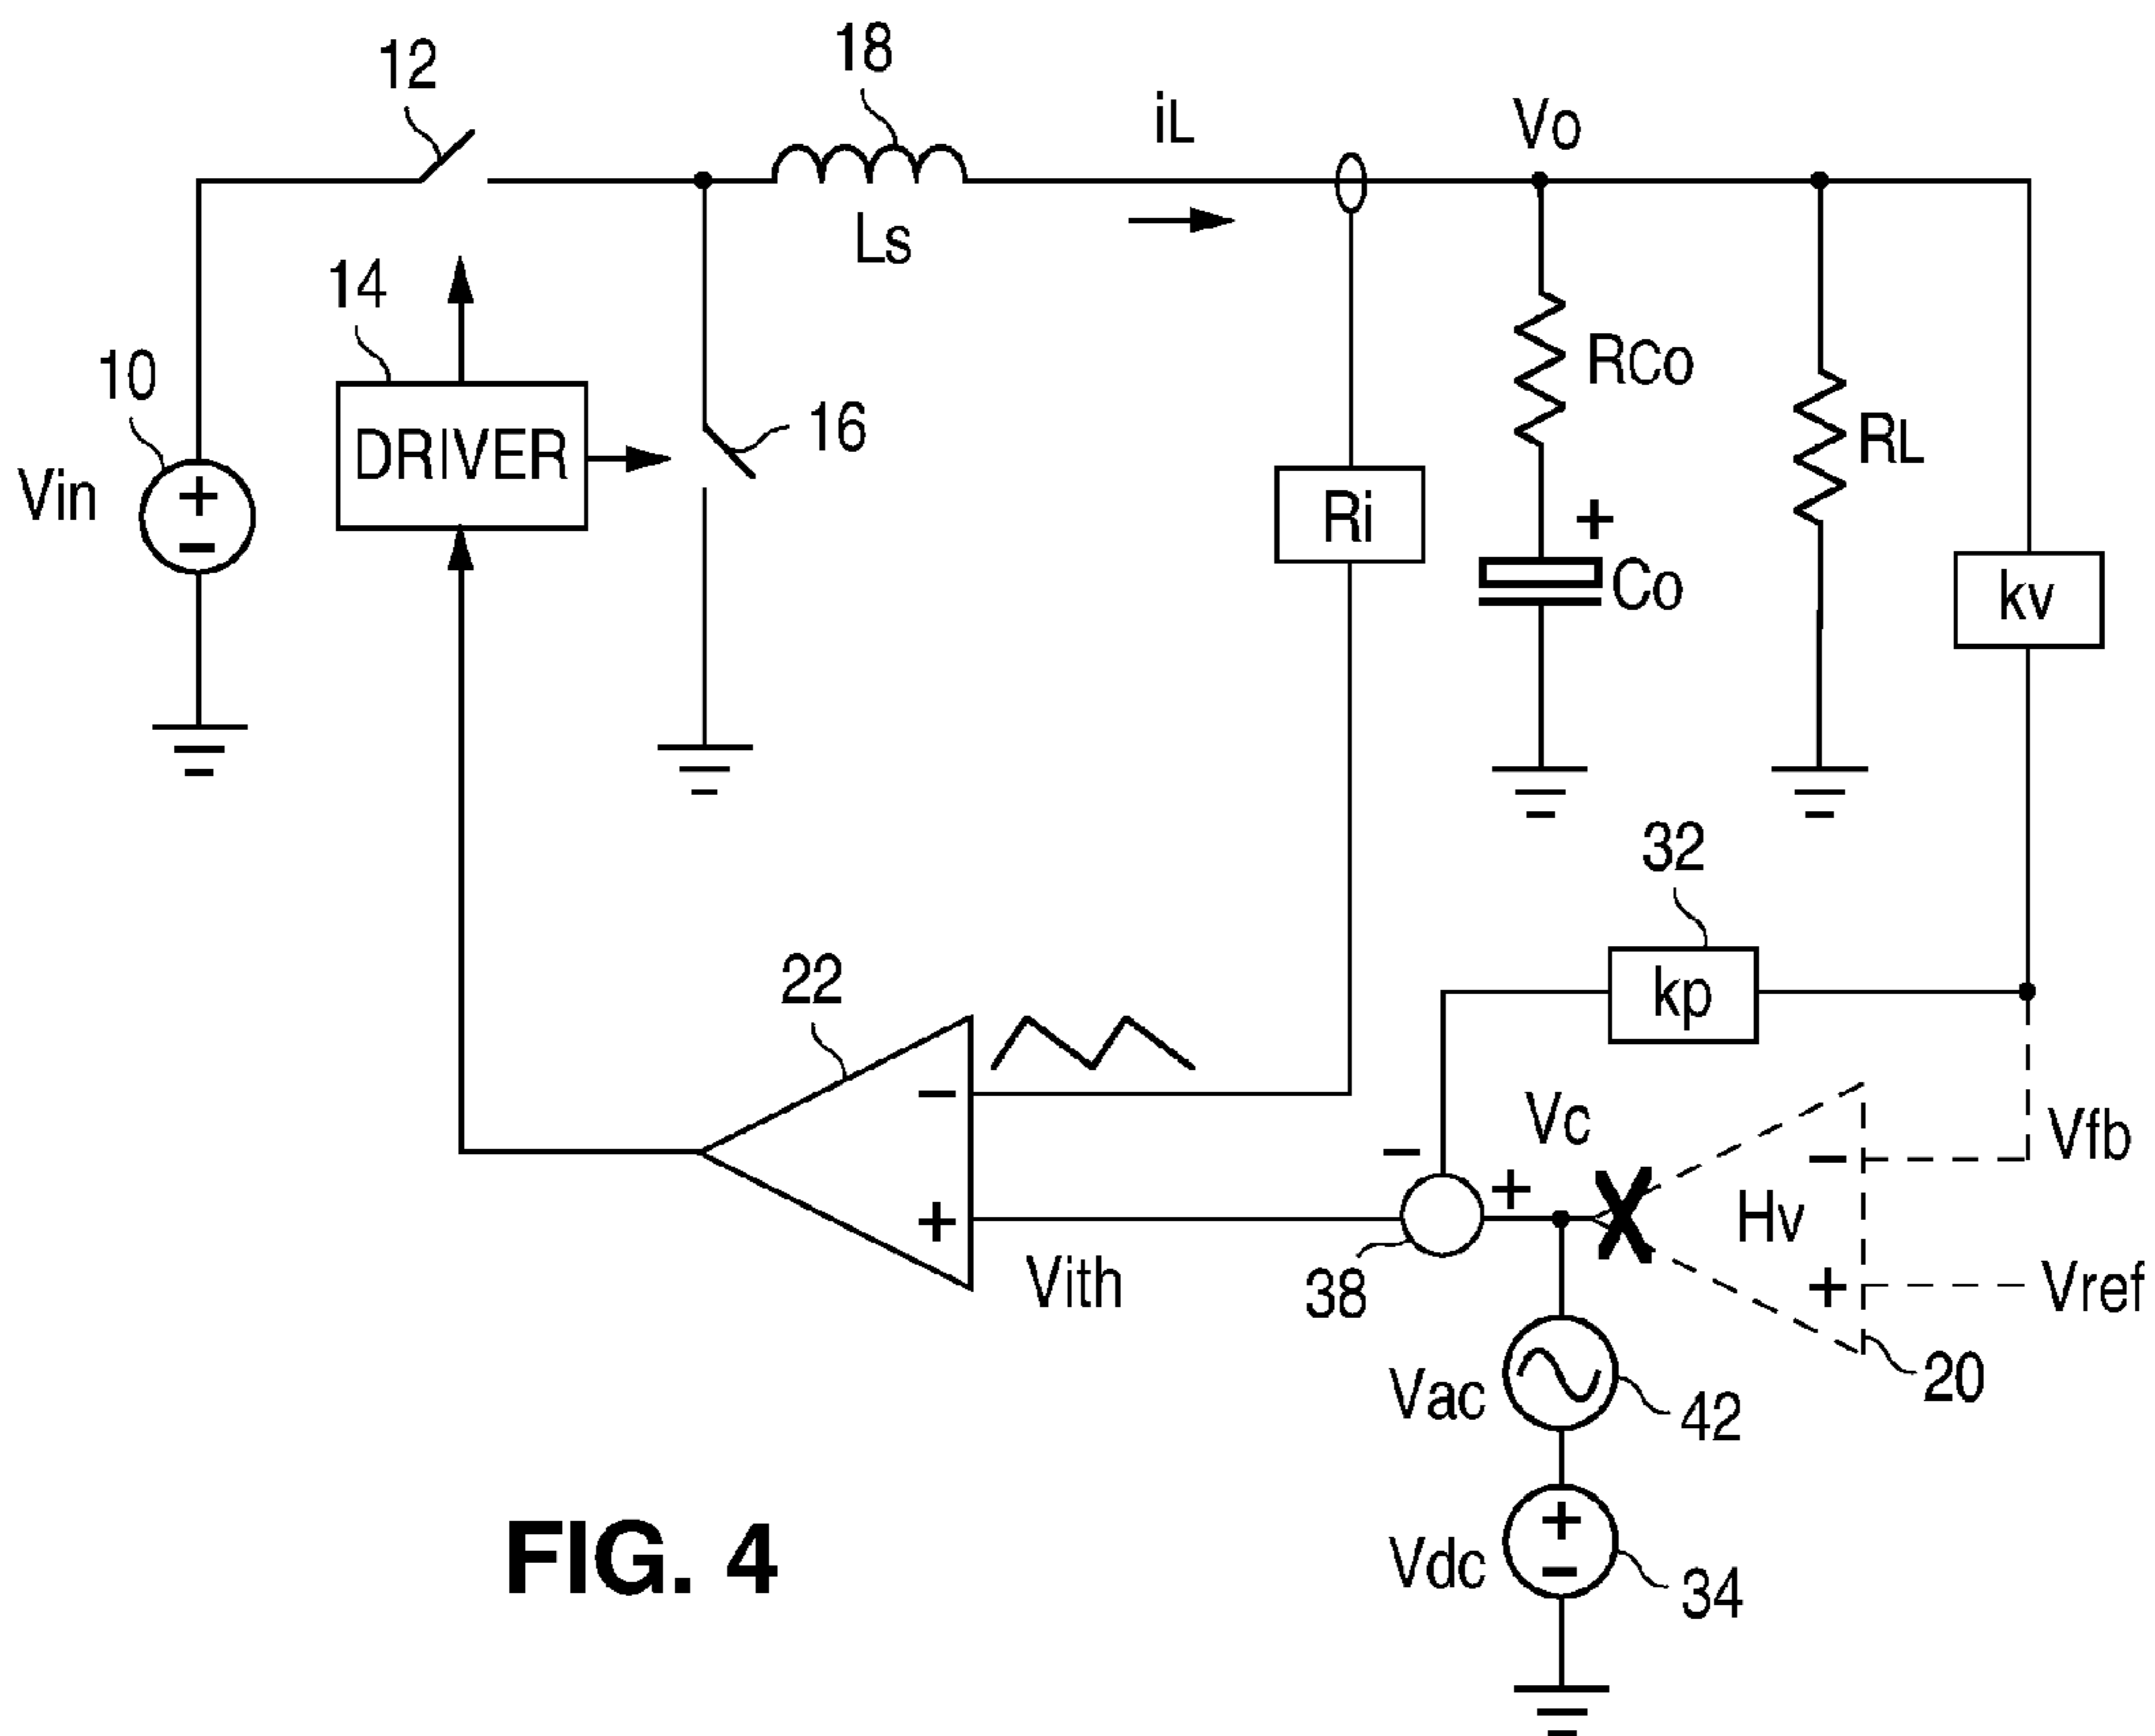 12
18
iL
Vo
Ls
14
10
DRIVER
16
RCo
RL
Vin
+
−
Ri
+
Co
kv
32
kp
22
Vc
−
−
+
−
Vfb
Hv
+
Vith
38
+
Vref
20
Vac
42
+
−
Vdc
34
FIG. 4